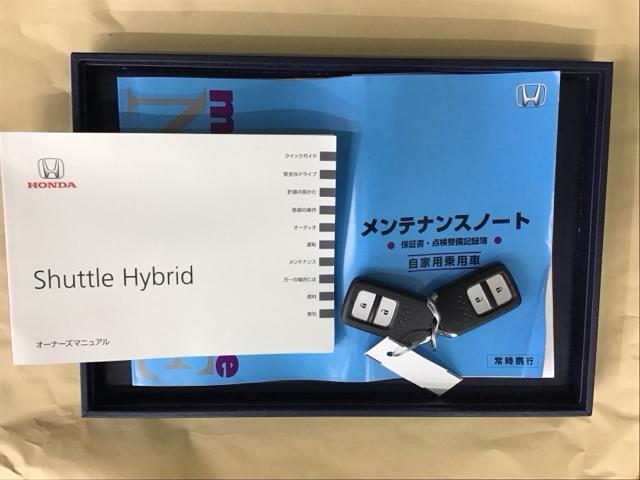 HONDA
Shuttle Hybrid
オーナーズマニュアル
クイックガイド
安全なドライブ
計器の見かた
各部の操作
オーディオ
運転
メンテナンス
万一の場合には
資料
索引
メンテナンスノート
保証書・点検整備記録簿
自家用乗用車
常時携行